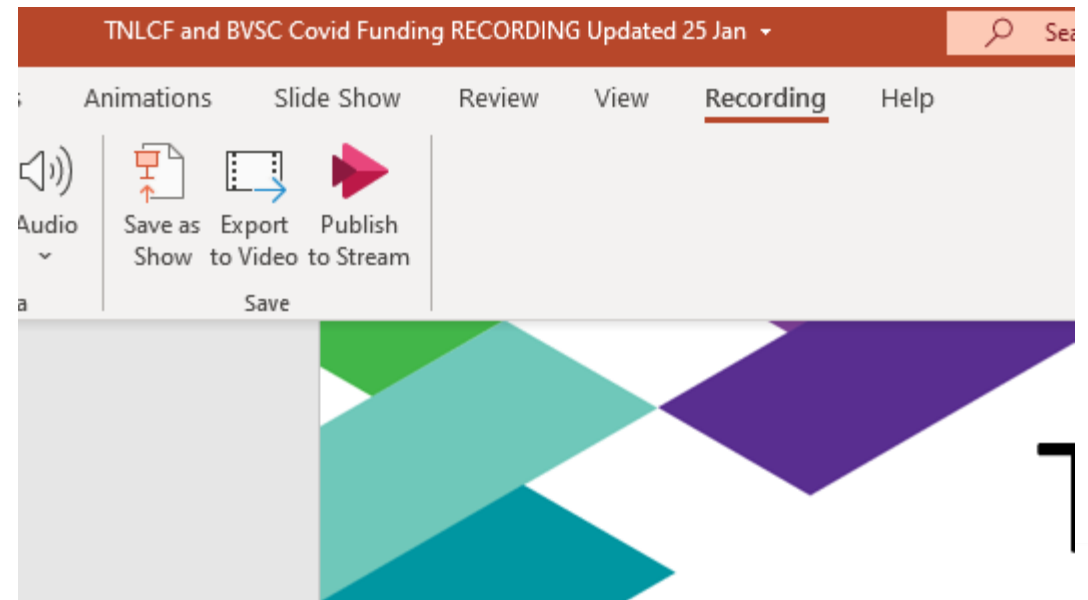 TNLCF and BVSC Covid Funding RECORDING Updated 25 Jan
Sea
s Animations Slide Show Review View Recording Help
Audio
Save as Show
Export to Video
Publish to Stream
a Save
T